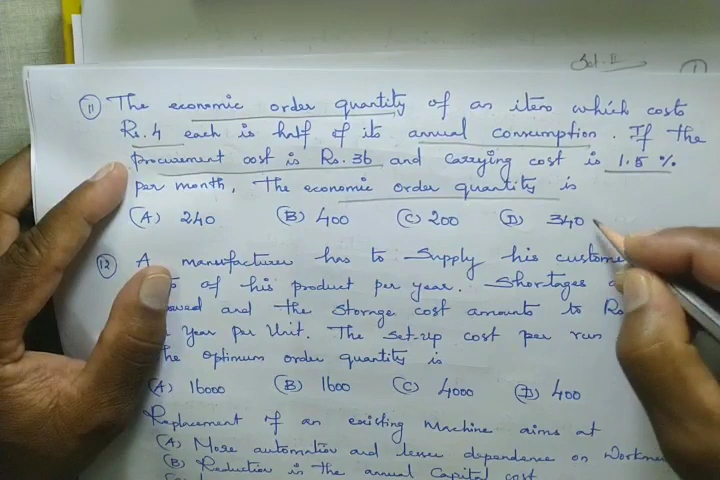 Set-II
1
11 The economic order quantity of an item which costs
Rs. 4 each is half of its annual consumption. If the
procurement cost is Rs. 36 and carrying cost is 1.5 %
per month, the economic order quantity is
(A) 240 (B) 400 (C) 200 (D) 340
12 A manufacturer has to supply his custome
of his product per year. Shortages a
and the storage cost amounts to Rs
Year per Unit. The set-up cost per run
he optimum order quantity is
(A) 16000 (B) 1600 (C) 4000 (D) 400
Replacement of an existing Machine aims at
(A) More automation and lesser dependence on Workme
(B) Reduction in the annual Capital cost